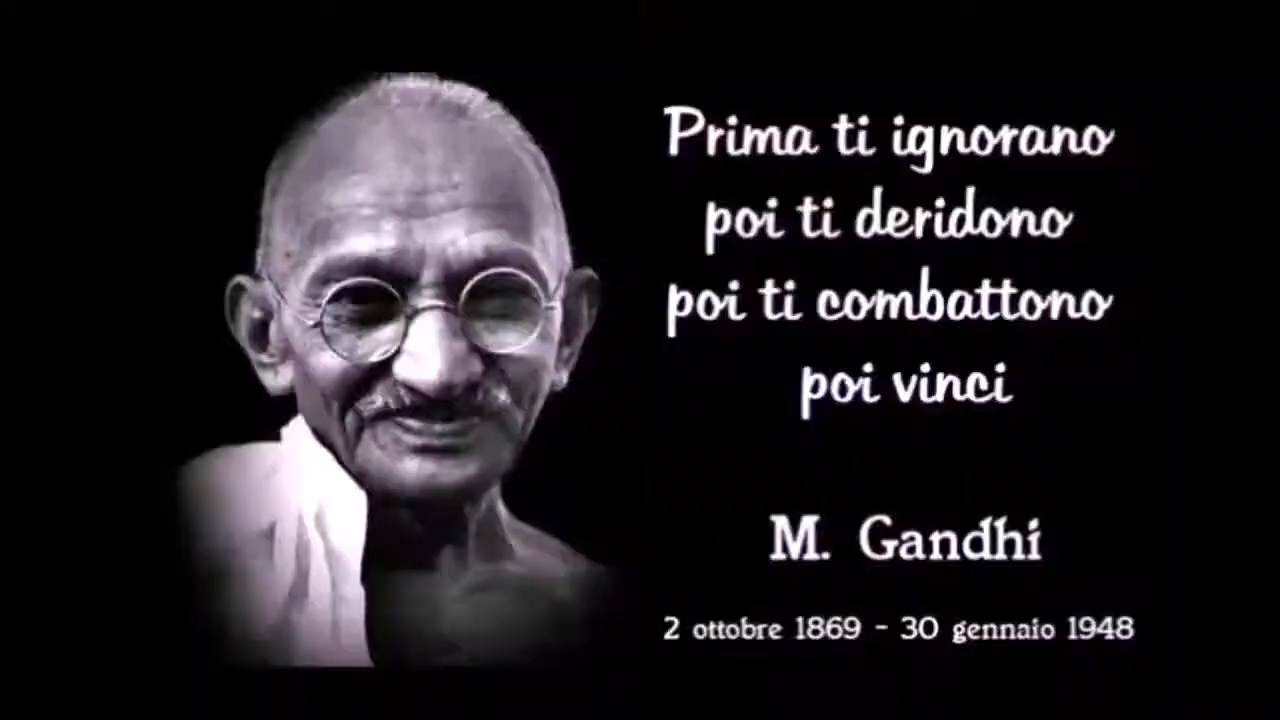 Prima ti ignorano
poi ti deridono
poi ti combattono
poi vinci
M. Gandhi
2 ottobre 1869 - 30 gennaio 1948